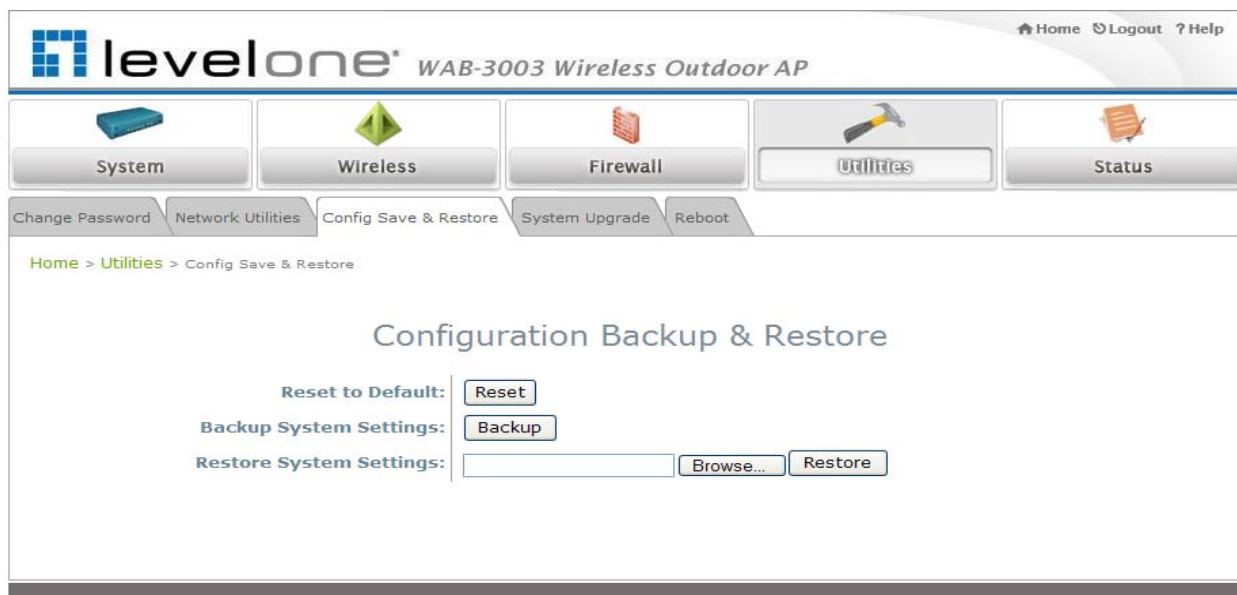 Home Logout ? Help
levelone WAB-3003 Wireless Outdoor AP
System Wireless Firewall Utilities Status
Change Password Network Utilities Config Save & Restore System Upgrade Reboot
Home > Utilities > Config Save & Restore
Configuration Backup & Restore
Reset to Default: Reset
Backup System Settings: Backup
Restore System Settings: Browse... Restore